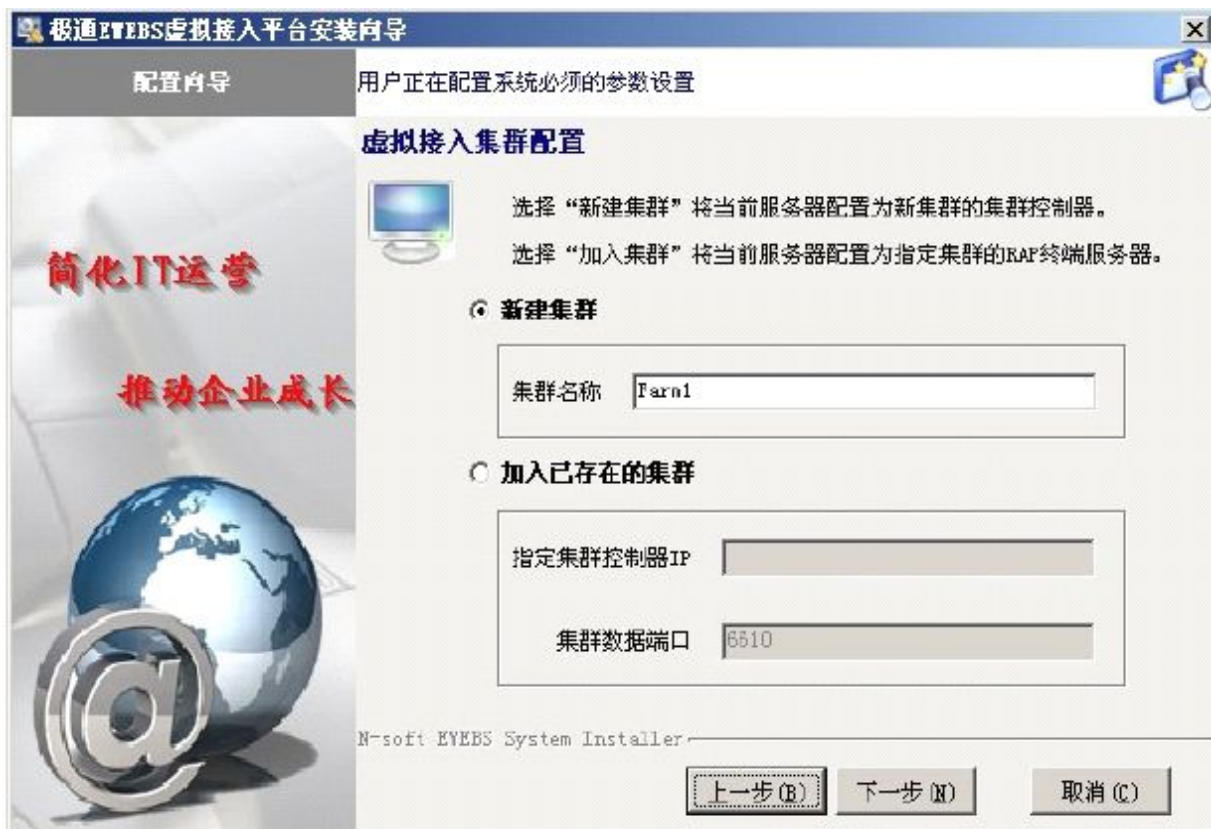 极通EWEBS虚拟接入平台安装向导
配置向导
用户正在配置系统必须的参数设置
虚拟接入集群配置
选择“新建集群”将当前服务器配置为新集群的集群控制器。
选择“加入集群”将当前服务器配置为指定集群的RAP终端服务器。
简化IT运营
新建集群
推动企业成长
集群名称 Farm1
加入已存在的集群
指定集群控制器IP
集群数据端口 6610
N-soft EWEBS System Installer
上一步(B) 下一步(N) 取消(C)